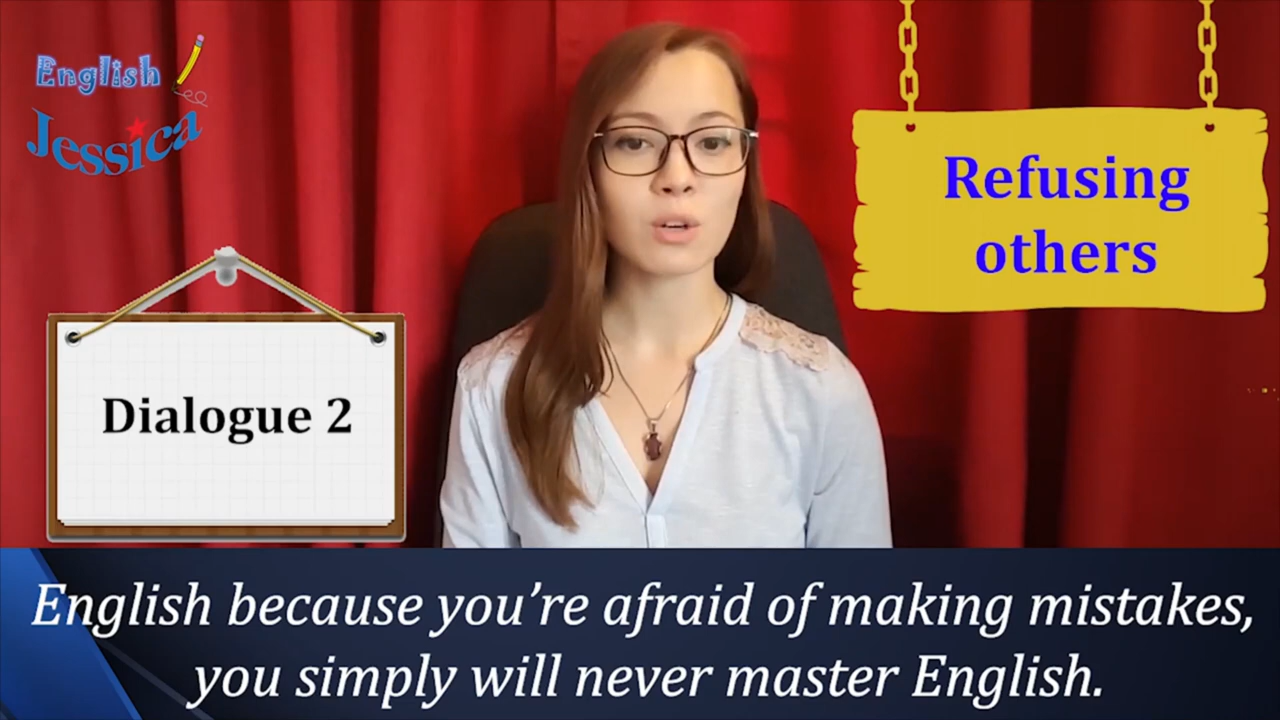 English
Jessica
Refusing
others
Dialogue 2
English because you're afraid of making mistakes,
you simply will never master English.